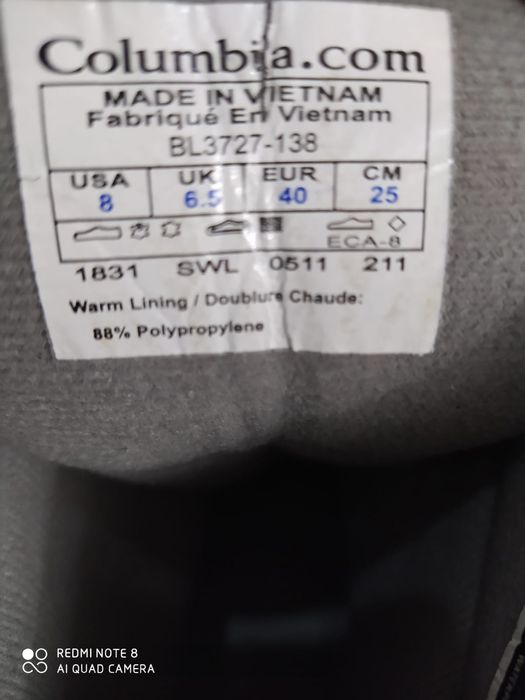 Columbia.com
MADE IN VIETNAM
Fabriqué En Vietnam
BL3727-138
USA UK EUR CM
8 6.5 40 25
ECA-8
1831 SWL 0511 211
Warm Lining / Doublure Chaude:
88% Polypropylene
REDMI NOTE 8
AI QUAD CAMERA